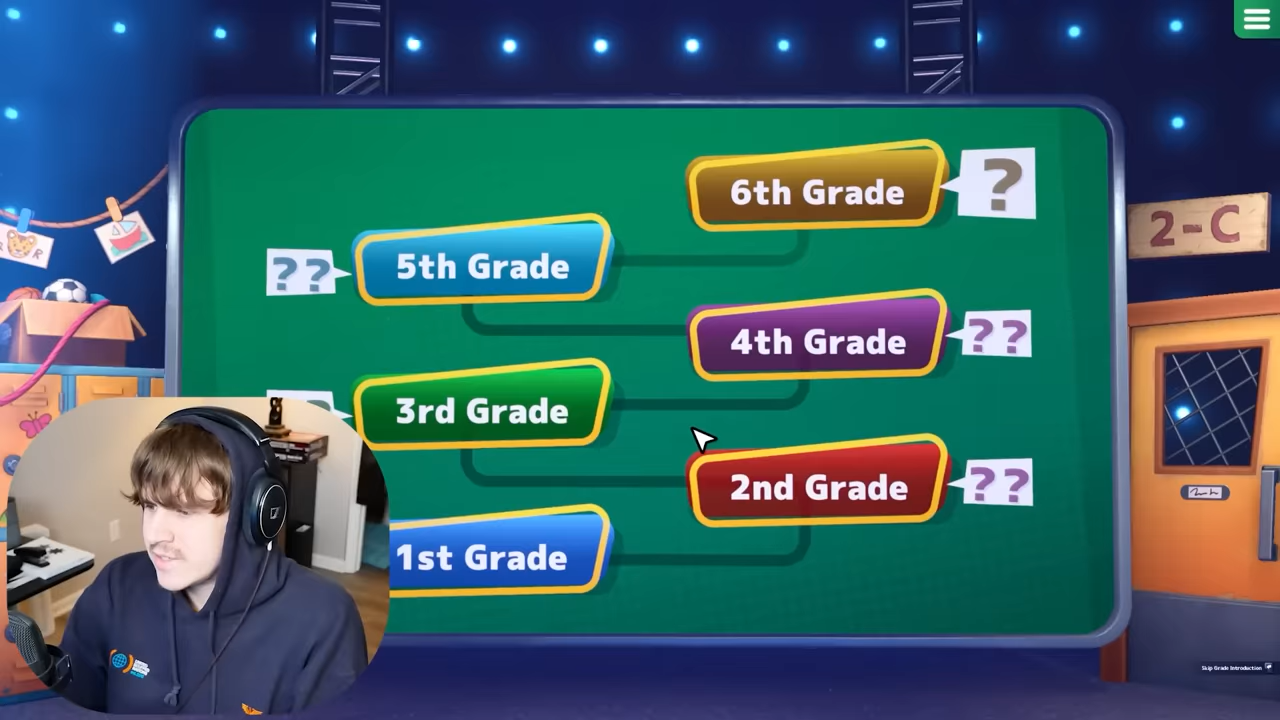 6th Grade
?
5th Grade
? ?
4th Grade
? ?
3rd Grade
2nd Grade
? ?
1st Grade
2-C
R
Skip Grade Introduction